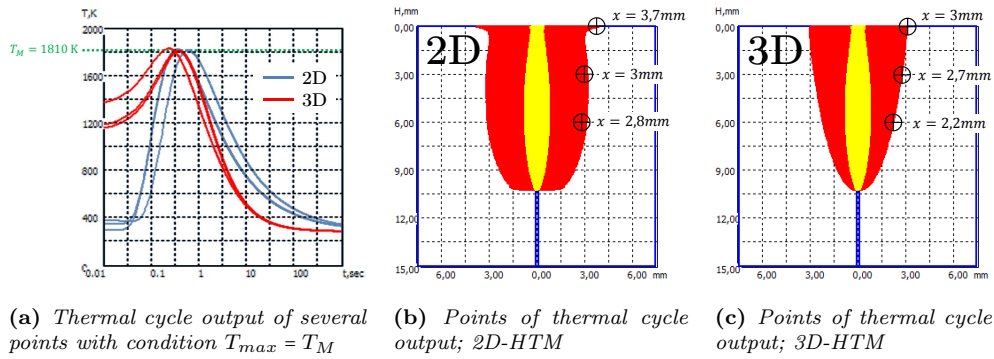 T,K
2000
T_M = 1810 K
1600
1200
800
400
0.01 0.1 1 10 100 t,sec
2D
3D
(a) Thermal cycle output of several
points with condition T_max = T_M
H,mm
0,00
3,00
6,00
9,00
12,00
15,00
6,00 3,00 0,00 3,00 6,00 mm
2D
x = 3,7mm
x = 3mm
x = 2,8mm
(b) Points of thermal cycle
output; 2D-HTM
H,mm
0,00
3,00
6,00
9,00
12,00
15,00
6,00 3,00 0,00 3,00 6,00 mm
3D
x = 3mm
x = 2,7mm
x = 2,2mm
(c) Points of thermal cycle
output; 3D-HTM